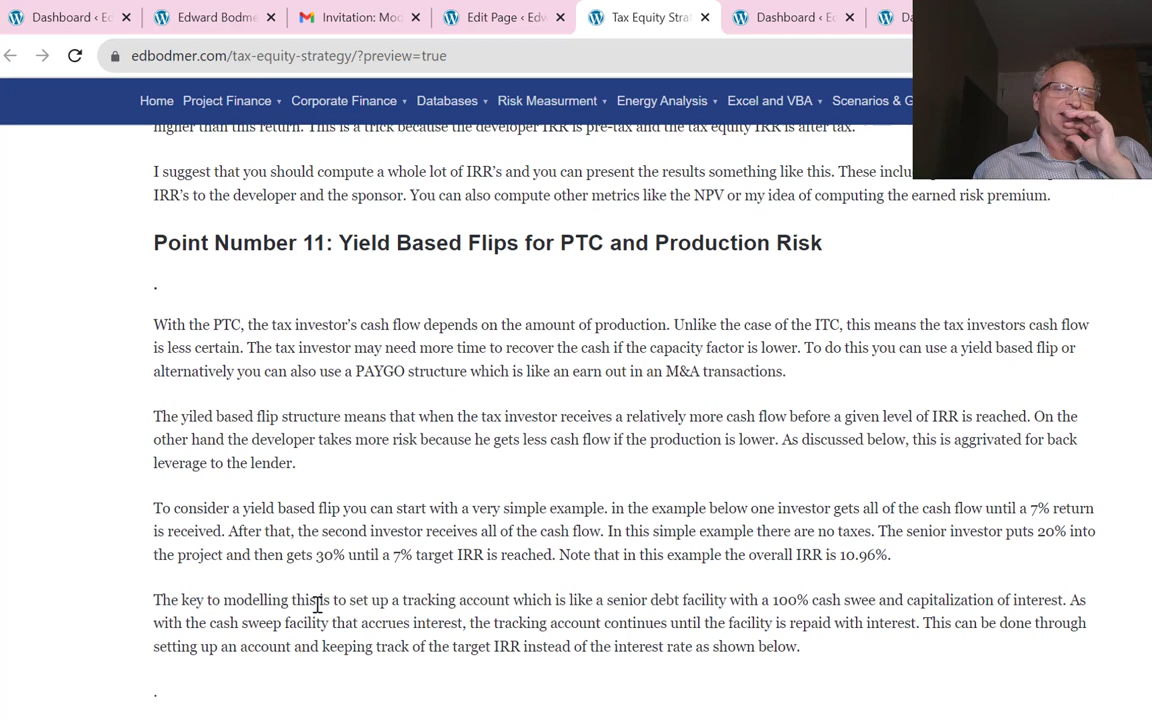 Dashboard ‹ E
Edward Bodme
Invitation: Moc
Edit Page ‹ Edw
Tax Equity Stra
Dashboard ‹ E
Da
edbodmer.com/tax-equity-strategy/?preview=true
Home Project Finance Corporate Finance Databases Risk Measurment Energy Analysis Excel and VBA Scenarios & G
higher than this return. This is a trick because the developer IRR is pre-tax and the tax equity IRR is after tax.
I suggest that you should compute a whole lot of IRR's and you can present the results something like this. These
IRR's to the developer and the sponsor. You can also compute other metrics like the NPV or my idea of computing the earned risk premium.
Point Number 11: Yield Based Flips for PTC and Production Risk
.
With the PTC, the tax investor's cash flow depends on the amount of production. Unlike the case of the ITC, this means the tax investors cash flow
is less certain. The tax investor may need more time to recover the cash if the capacity factor is lower. To do this you can use a yield based flip or
alternatively you can also use a PAYGO structure which is like an earn out in an M&A transactions.
The yiled based flip structure means that when the tax investor receives a relatively more cash flow before a given level of IRR is reached. On the
other hand the developer takes more risk because he gets less cash flow if the production is lower. As discussed below, this is aggrivated for back
leverage to the lender.
To consider a yield based flip you can start with a very simple example. in the example below one investor gets all of the cash flow until a 7% return
is received. After that, the second investor receives all of the cash flow. In this simple example there are no taxes. The senior investor puts 20% into
the project and then gets 30% until a 7% target IRR is reached. Note that in this example the overall IRR is 10.96%.
The key to modelling this is to set up a tracking account which is like a senior debt facility with a 100% cash swee and capitalization of interest. As
with the cash sweep facility that accrues interest, the tracking account continues until the facility is repaid with interest. This can be done through
setting up an account and keeping track of the target IRR instead of the interest rate as shown below.
.